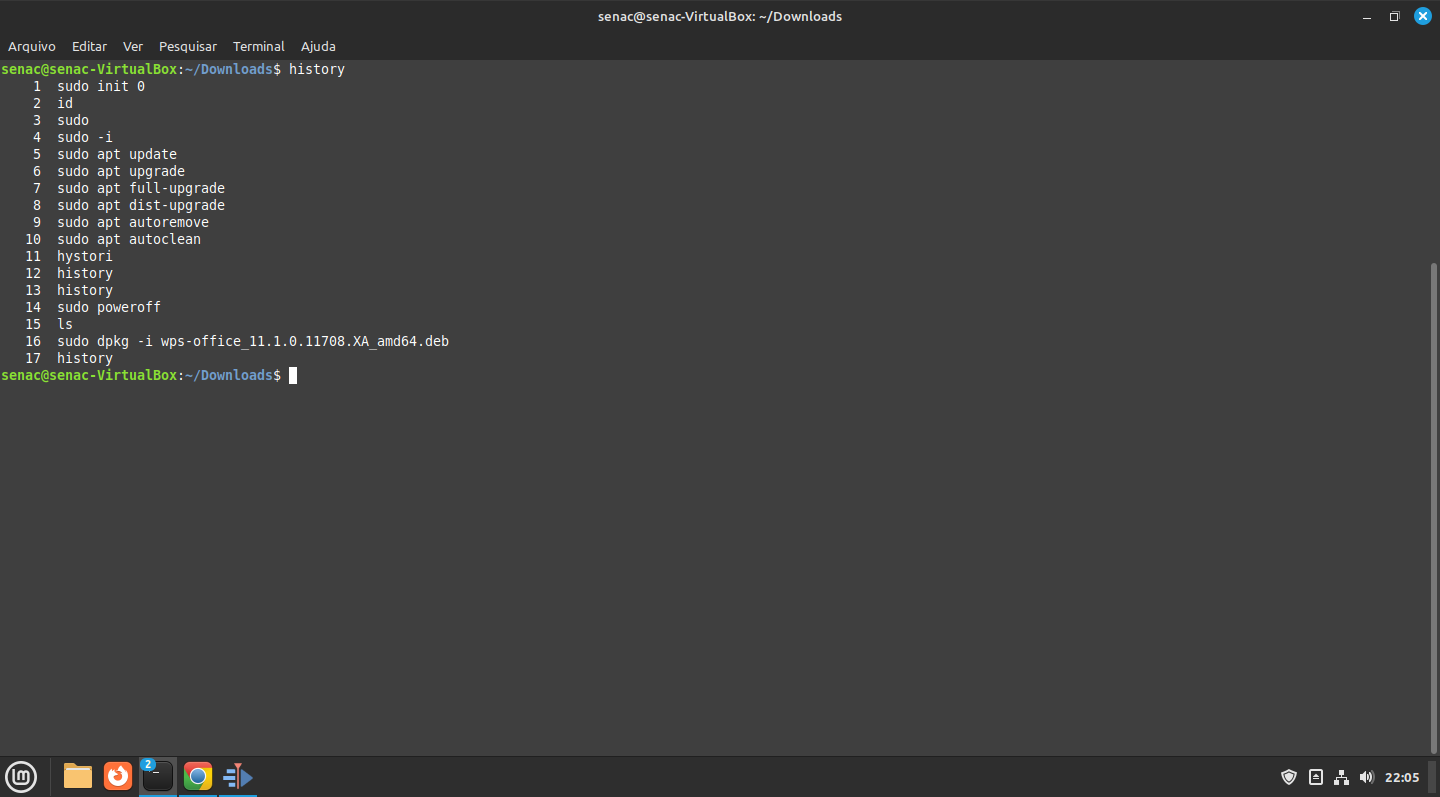 senac@senac-VirtualBox: ~/Downloads
Arquivo Editar Ver Pesquisar Terminal Ajuda
senac@senac-VirtualBox:~/Downloads$ history
1 sudo init 0
2 id
3 sudo
4 sudo -i
5 sudo apt update
6 sudo apt upgrade
7 sudo apt full-upgrade
8 sudo apt dist-upgrade
9 sudo apt autoremove
10 sudo apt autoclean
11 hystori
12 history
13 history
14 sudo poweroff
15 ls
16 sudo dpkg -i wps-office_11.1.0.11708.XA_amd64.deb
17 history
senac@senac-VirtualBox:~/Downloads$
2
22:05